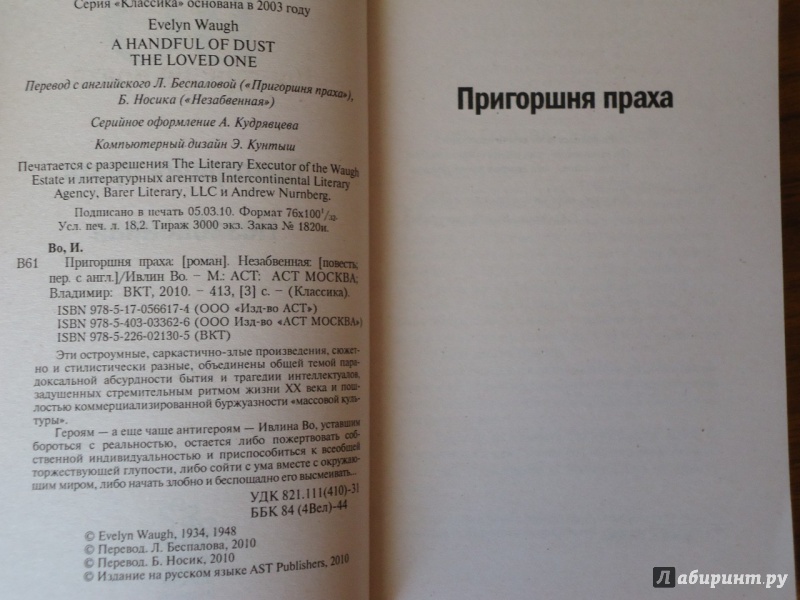 Серия «Классика» основана в 2003 году
Evelyn Waugh
A HANDFUL OF DUST
THE LOVED ONE
Перевод с английского Л. Беспаловой («Пригоршня праха»),
Б. Носика («Незабвенная»)
Серийное оформление А. Кудрявцева
Компьютерный дизайн Э. Кунтыш
Печатается с разрешения The Literary Executor of the Waugh
Estate и литературных агентств Intercontinental Literary
Agency, Barer Literary, LLC и Andrew Nurnberg.
Подписано в печать 05.03.10. Формат 76x100 1/32.
Усл. печ. л. 18,2. Тираж 3000 экз. Заказ № 1820и.
Во, И.
В61 Пригоршня праха: [роман]. Незабвенная: [повесть;
пер. с англ.]/Ивлин Во. – М.: АСТ: АСТ МОСКВА;
Владимир: ВКТ, 2010. – 413, [3] с. – (Классика).
ISBN 978-5-17-056617-4 (ООО «Изд-во АСТ»)
ISBN 978-5-403-03362-6 (ООО Изд-во «АСТ МОСКВА»)
ISBN 978-5-226-02130-5 (ВКТ)
Эти остроумные, саркастично-злые произведения, сюжет-
но и стилистически разные, объединены общей темой пара-
доксальной абсурдности бытия и трагедии интеллектуалов,
задушенных стремительным ритмом жизни XX века и пош-
лостью коммерциализированной буржуазности «массовой куль-
туры».
Героям — а еще чаще антигероям — Ивлина Во, уставшим
бороться с реальностью, остается либо пожертвовать соб-
ственной индивидуальностью и приспособиться к всеобщей
торжествующей глупости, либо сойти с ума вместе с окружаю-
щим миром, либо начать злобно и беспощадно его высмеивать...
УДК 821.111(410)-31
ББК 84 (4Вел)-44
© Evelyn Waugh, 1934, 1948
© Перевод. Л. Беспалова, 2010
© Перевод. Б. Носик, 2010
© Издание на русском языке AST Publishers, 2010
Пригоршня праха
Лабиринт.ру